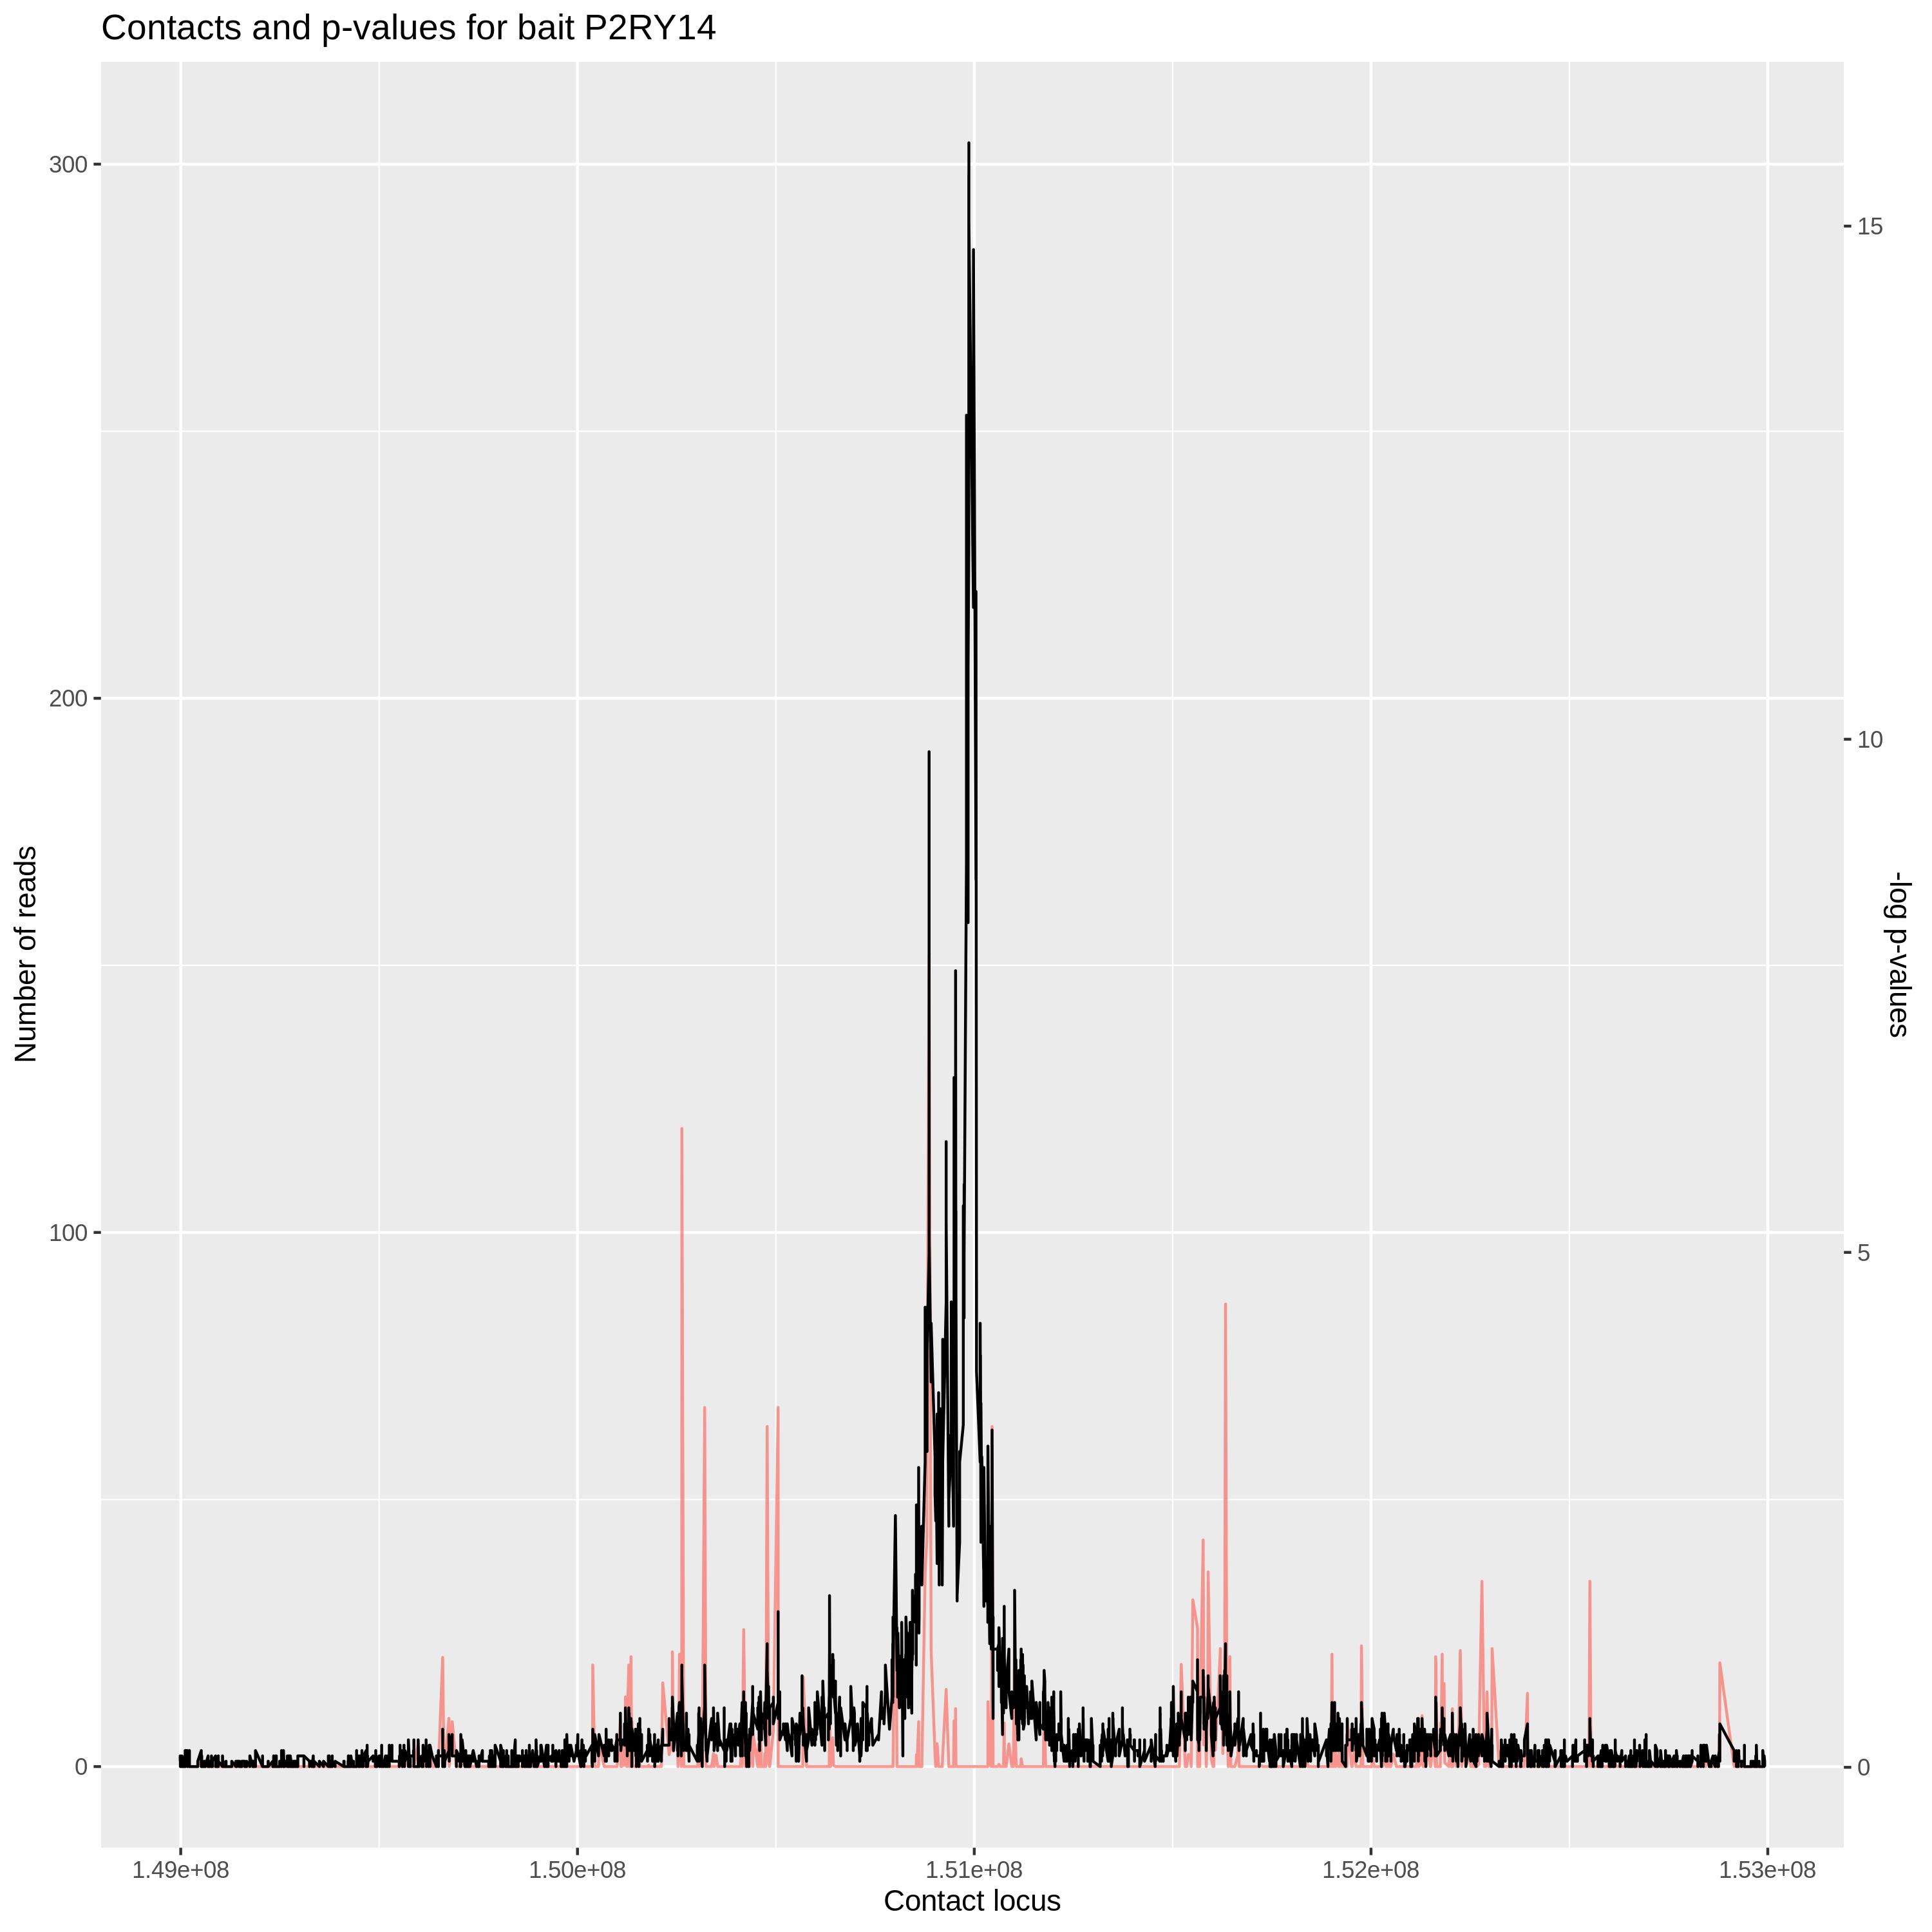 Contacts and p-values for bait P2RY14
Number of reads
300
200
100
0
15
10
5
0
-log p-values
1.49e+08 1.50e+08 1.51e+08 1.52e+08 1.53e+08
Contact locus